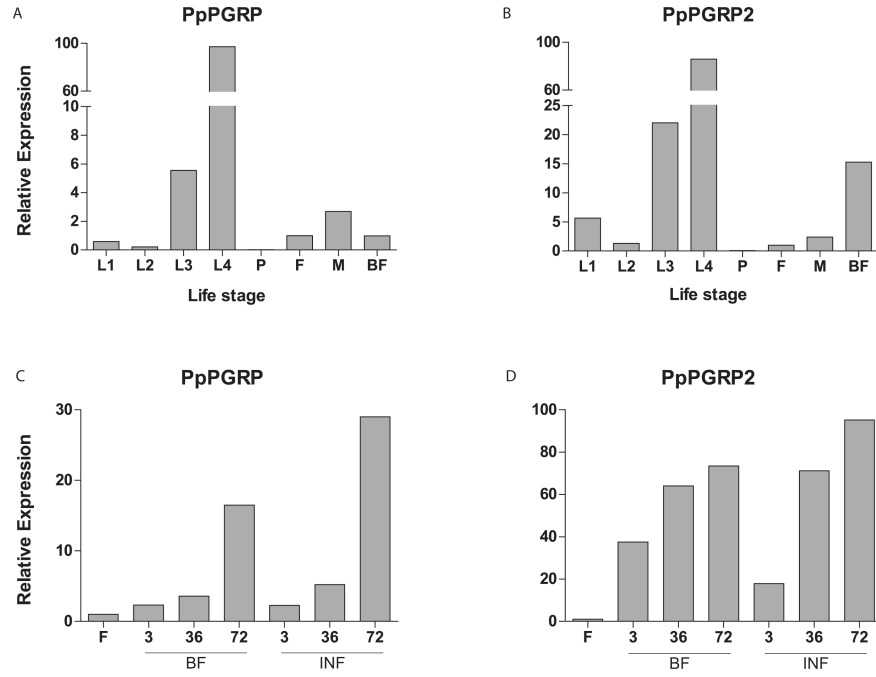 A
PpPGRP
Relative Expression
100
60
10
8
6
4
2
0
L1 L2 L3 L4 P F M BF
Life stage
B
PpPGRP2
100
60
25
20
15
10
5
0
L1 L2 L3 L4 P F M BF
Life stage
C
PpPGRP
Relative Expression
30
20
10
0
F 3 36 72 3 36 72
BF INF
D
PpPGRP2
100
80
60
40
20
0
F 3 36 72 3 36 72
BF INF